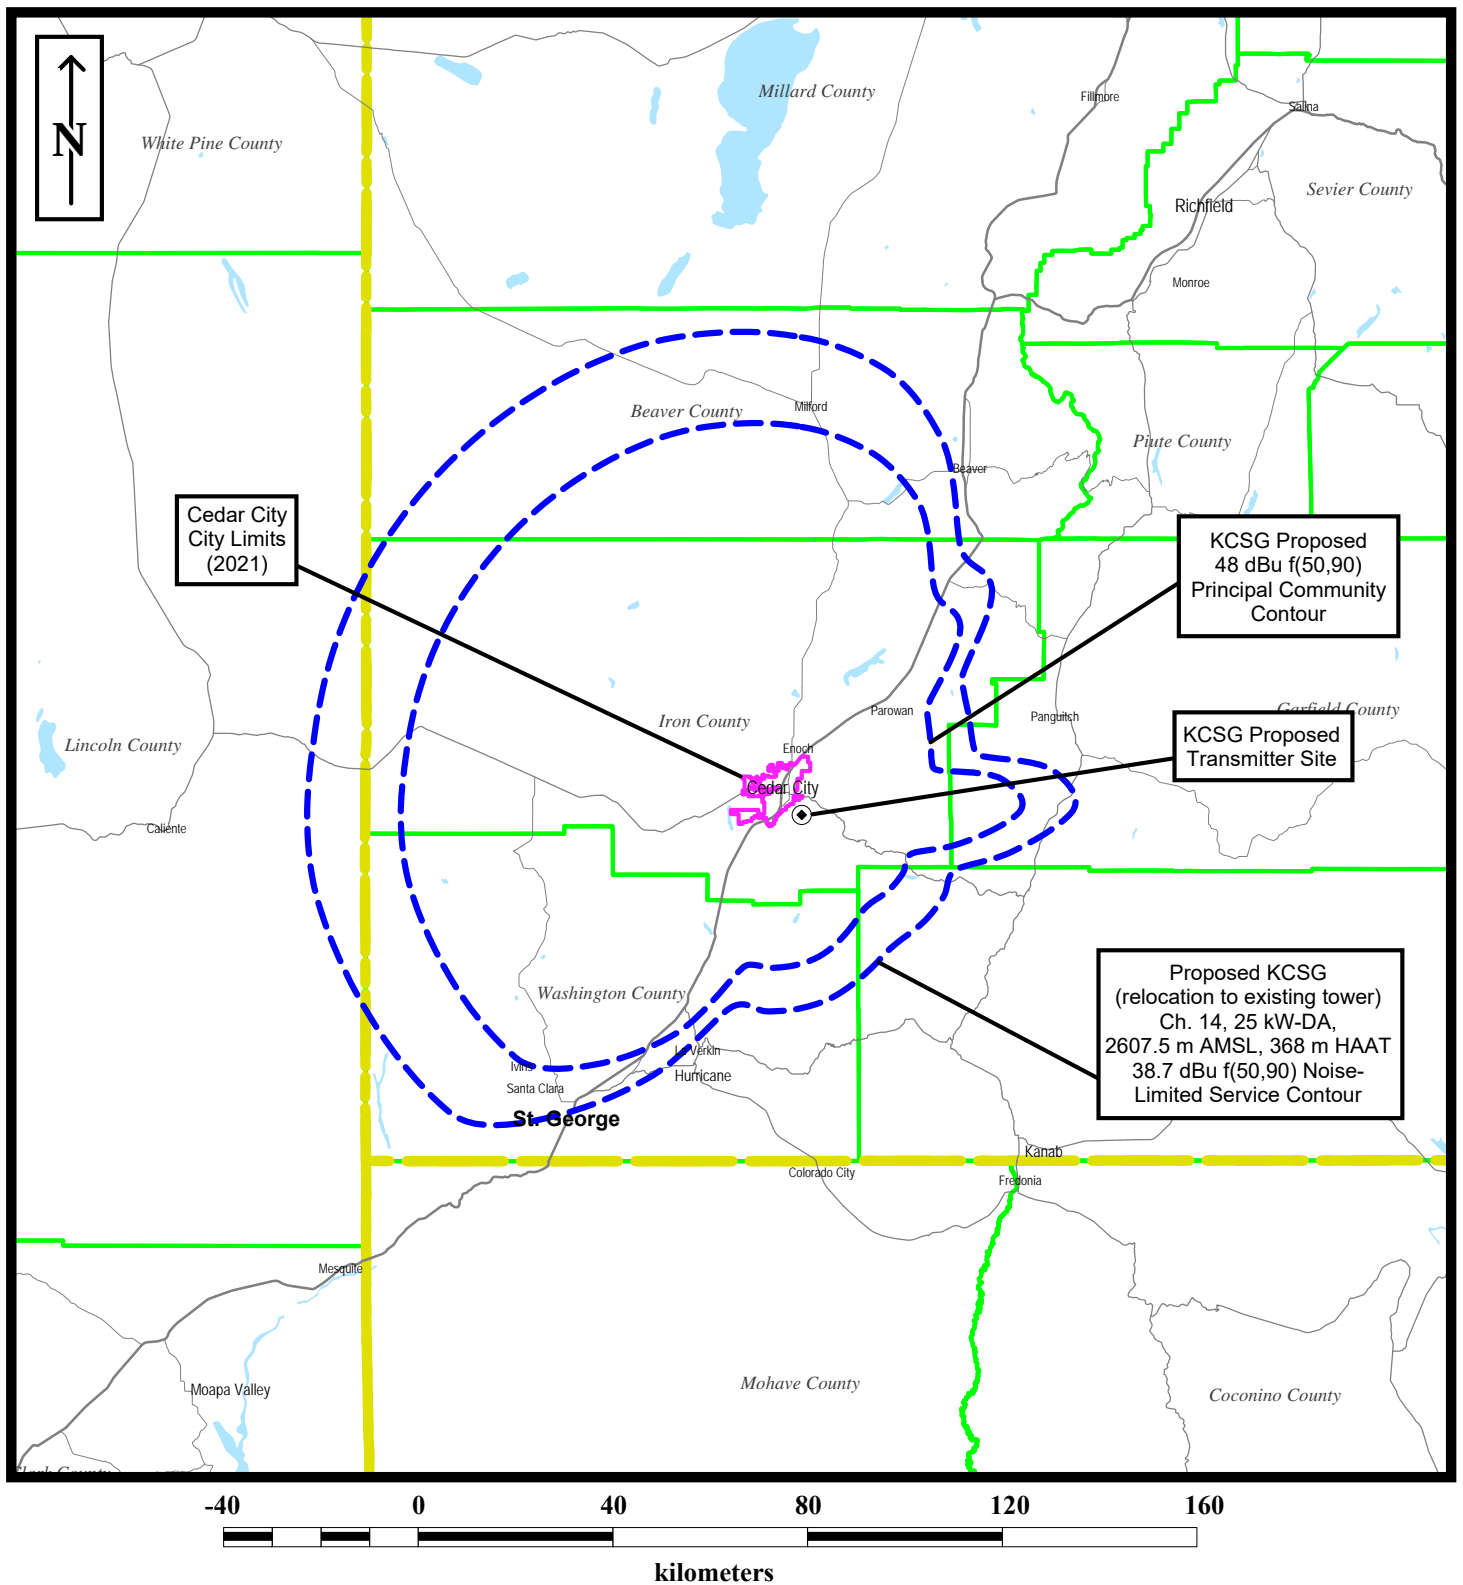 N
White Pine County
Millard County
Fillmore
Salina
Sevier County
Richfield
Monroe
Beaver County
Milford
Piute County
Beaver
Cedar City
City Limits
(2021)
KCSG Proposed
48 dBu f(50,90)
Principal Community
Contour
Lincoln County
Iron County
Parowan
Panguitch
Garfield County
KCSG Proposed
Transmitter Site
Enoch
Cedar City
Caliente
Washington County
Proposed KCSG
(relocation to existing tower)
Ch. 14, 25 kW-DA,
2607.5 m AMSL, 368 m HAAT
38.7 dBu f(50,90) Noise-
Limited Service Contour
La Verkin
Ivins
Hurricane
Santa Clara
St. George
Kanab
Colorado City
Fredonia
Mesquite
Moapa Valley
Mohave County
Coconino County
Clark County
-40 0 40 80 120 160
kilometers